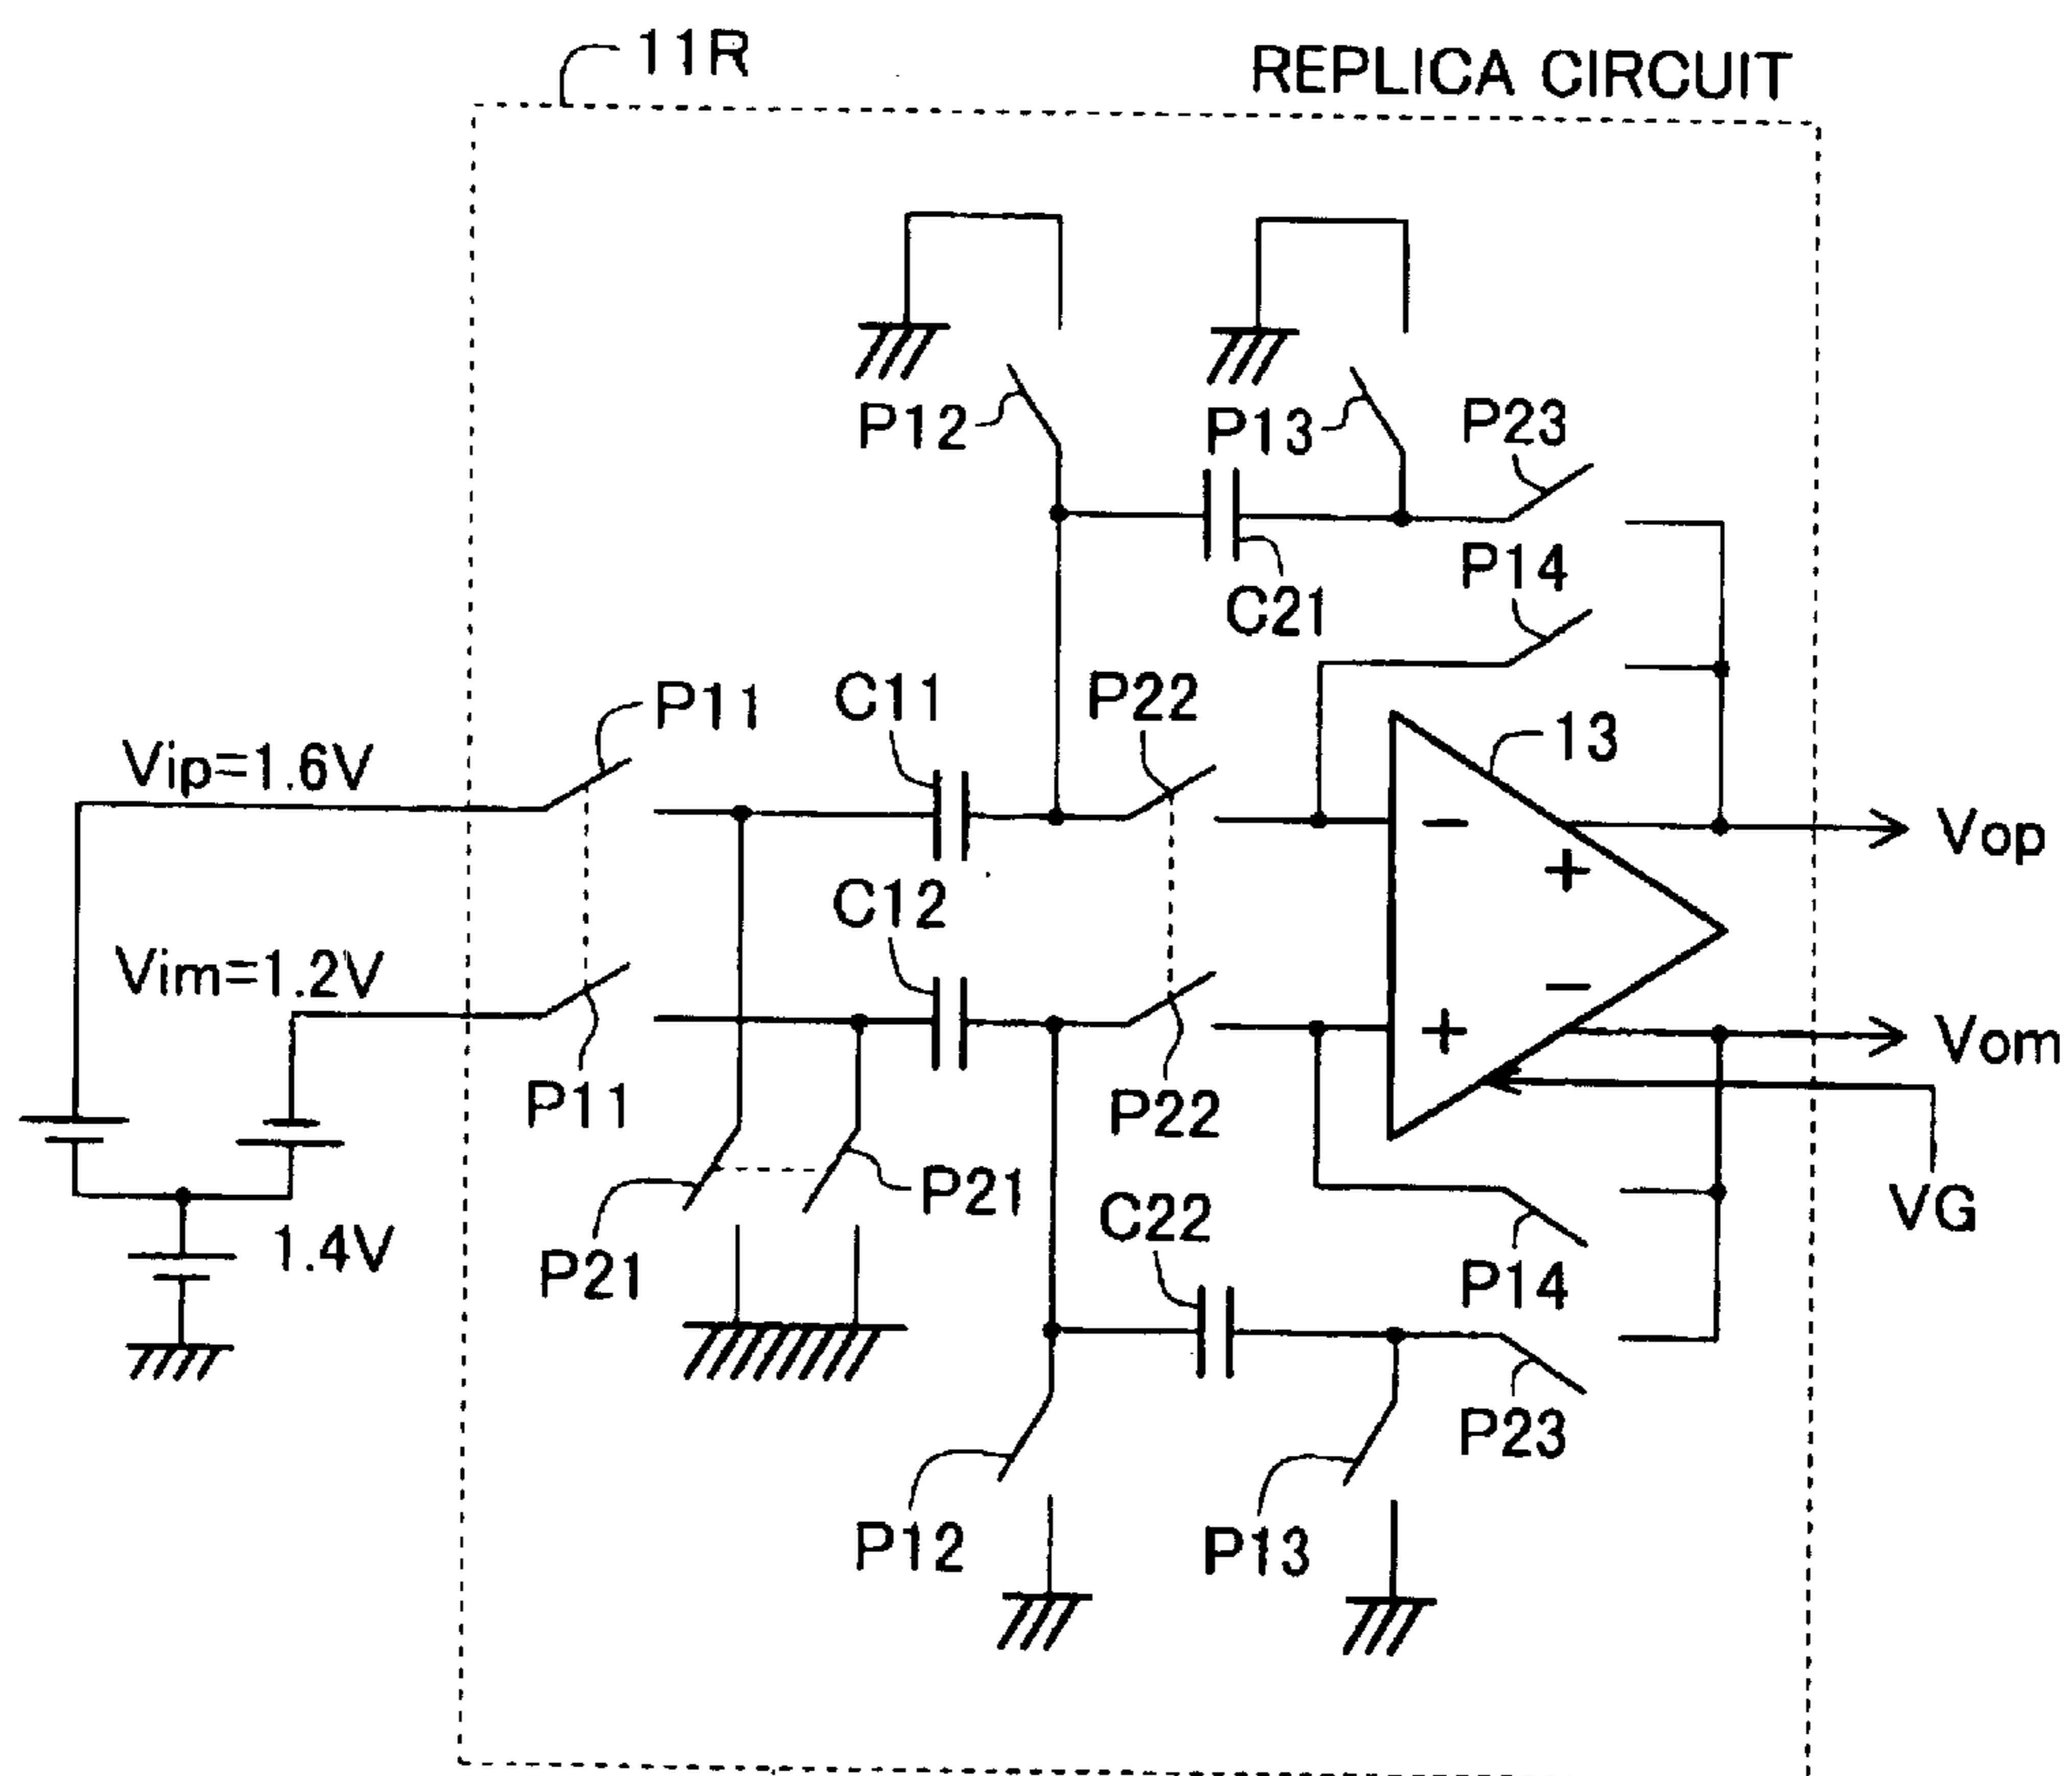 11R
REPLICA CIRCUIT
P12
P13
P23
P14
C21
P11
C11
P22
13
Vip=1.6V
-
+
Vop
C12
Vim=1.2V
-
+
Vom
P11
P22
P21
C22
VG
1.4V
P21
P14
P23
P12
P13